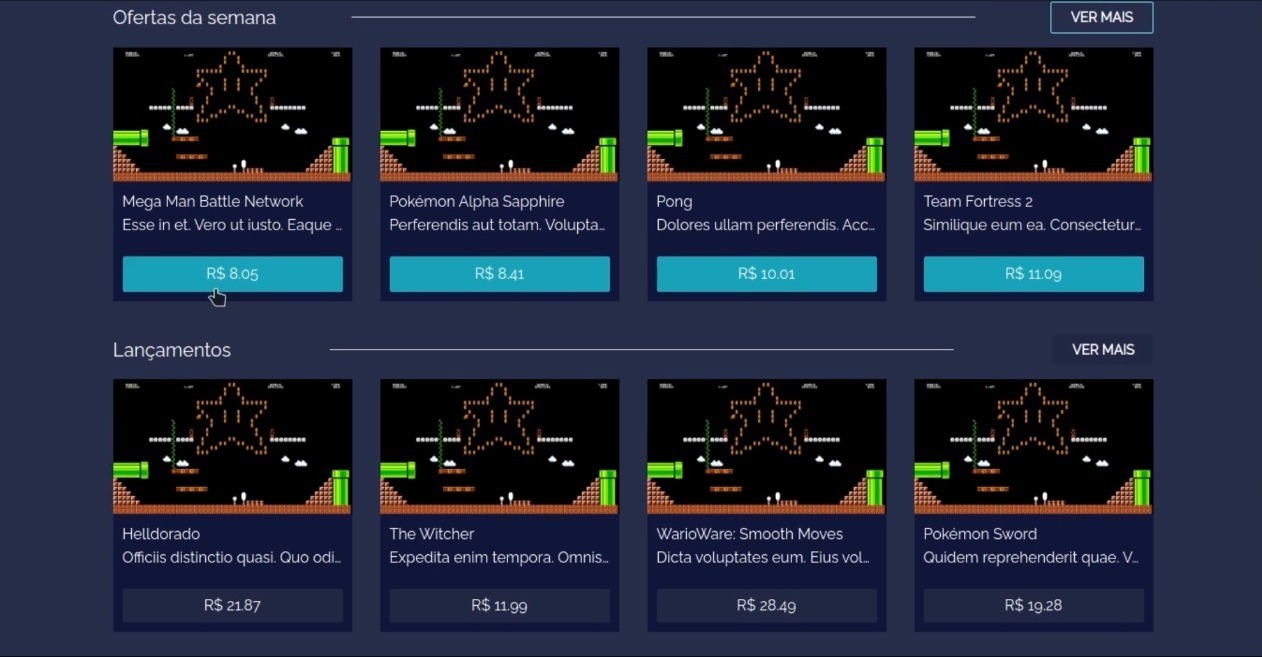 Ofertas da semana
VER MAIS
Mega Man Battle Network
Esse in et. Vero ut iusto. Eaque ...
R$ 8.05
Pokémon Alpha Sapphire
Perferendis aut totam. Volupta...
R$ 8.41
Pong
Dolores ullam perferendis. Acc...
R$ 10.01
Team Fortress 2
Similique eum ea. Consectetur...
R$ 11.09
Lançamentos
VER MAIS
Helldorado
Officiis distinctio quasi. Quo odi...
R$ 21.87
The Witcher
Expedita enim tempora. Omnis...
R$ 11.99
WarioWare: Smooth Moves
Dicta voluptates eum. Eius vol...
R$ 28.49
Pokémon Sword
Quidem reprehenderit quae. V...
R$ 19.28